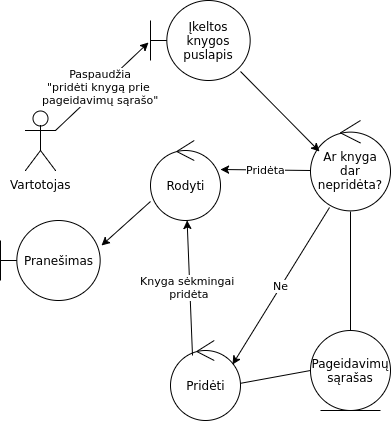 Įkeltos
knygos
puslapis
Paspaudžia
"pridėti knygą prie
pageidavimų sąrašo"
Vartotojas
Ar knyga
dar
nepridėta?
Pridėta
Rodyti
Pranešimas
Knyga sėkmingai
pridėta
Ne
Pridėti
Pageidavimų
sąrašas